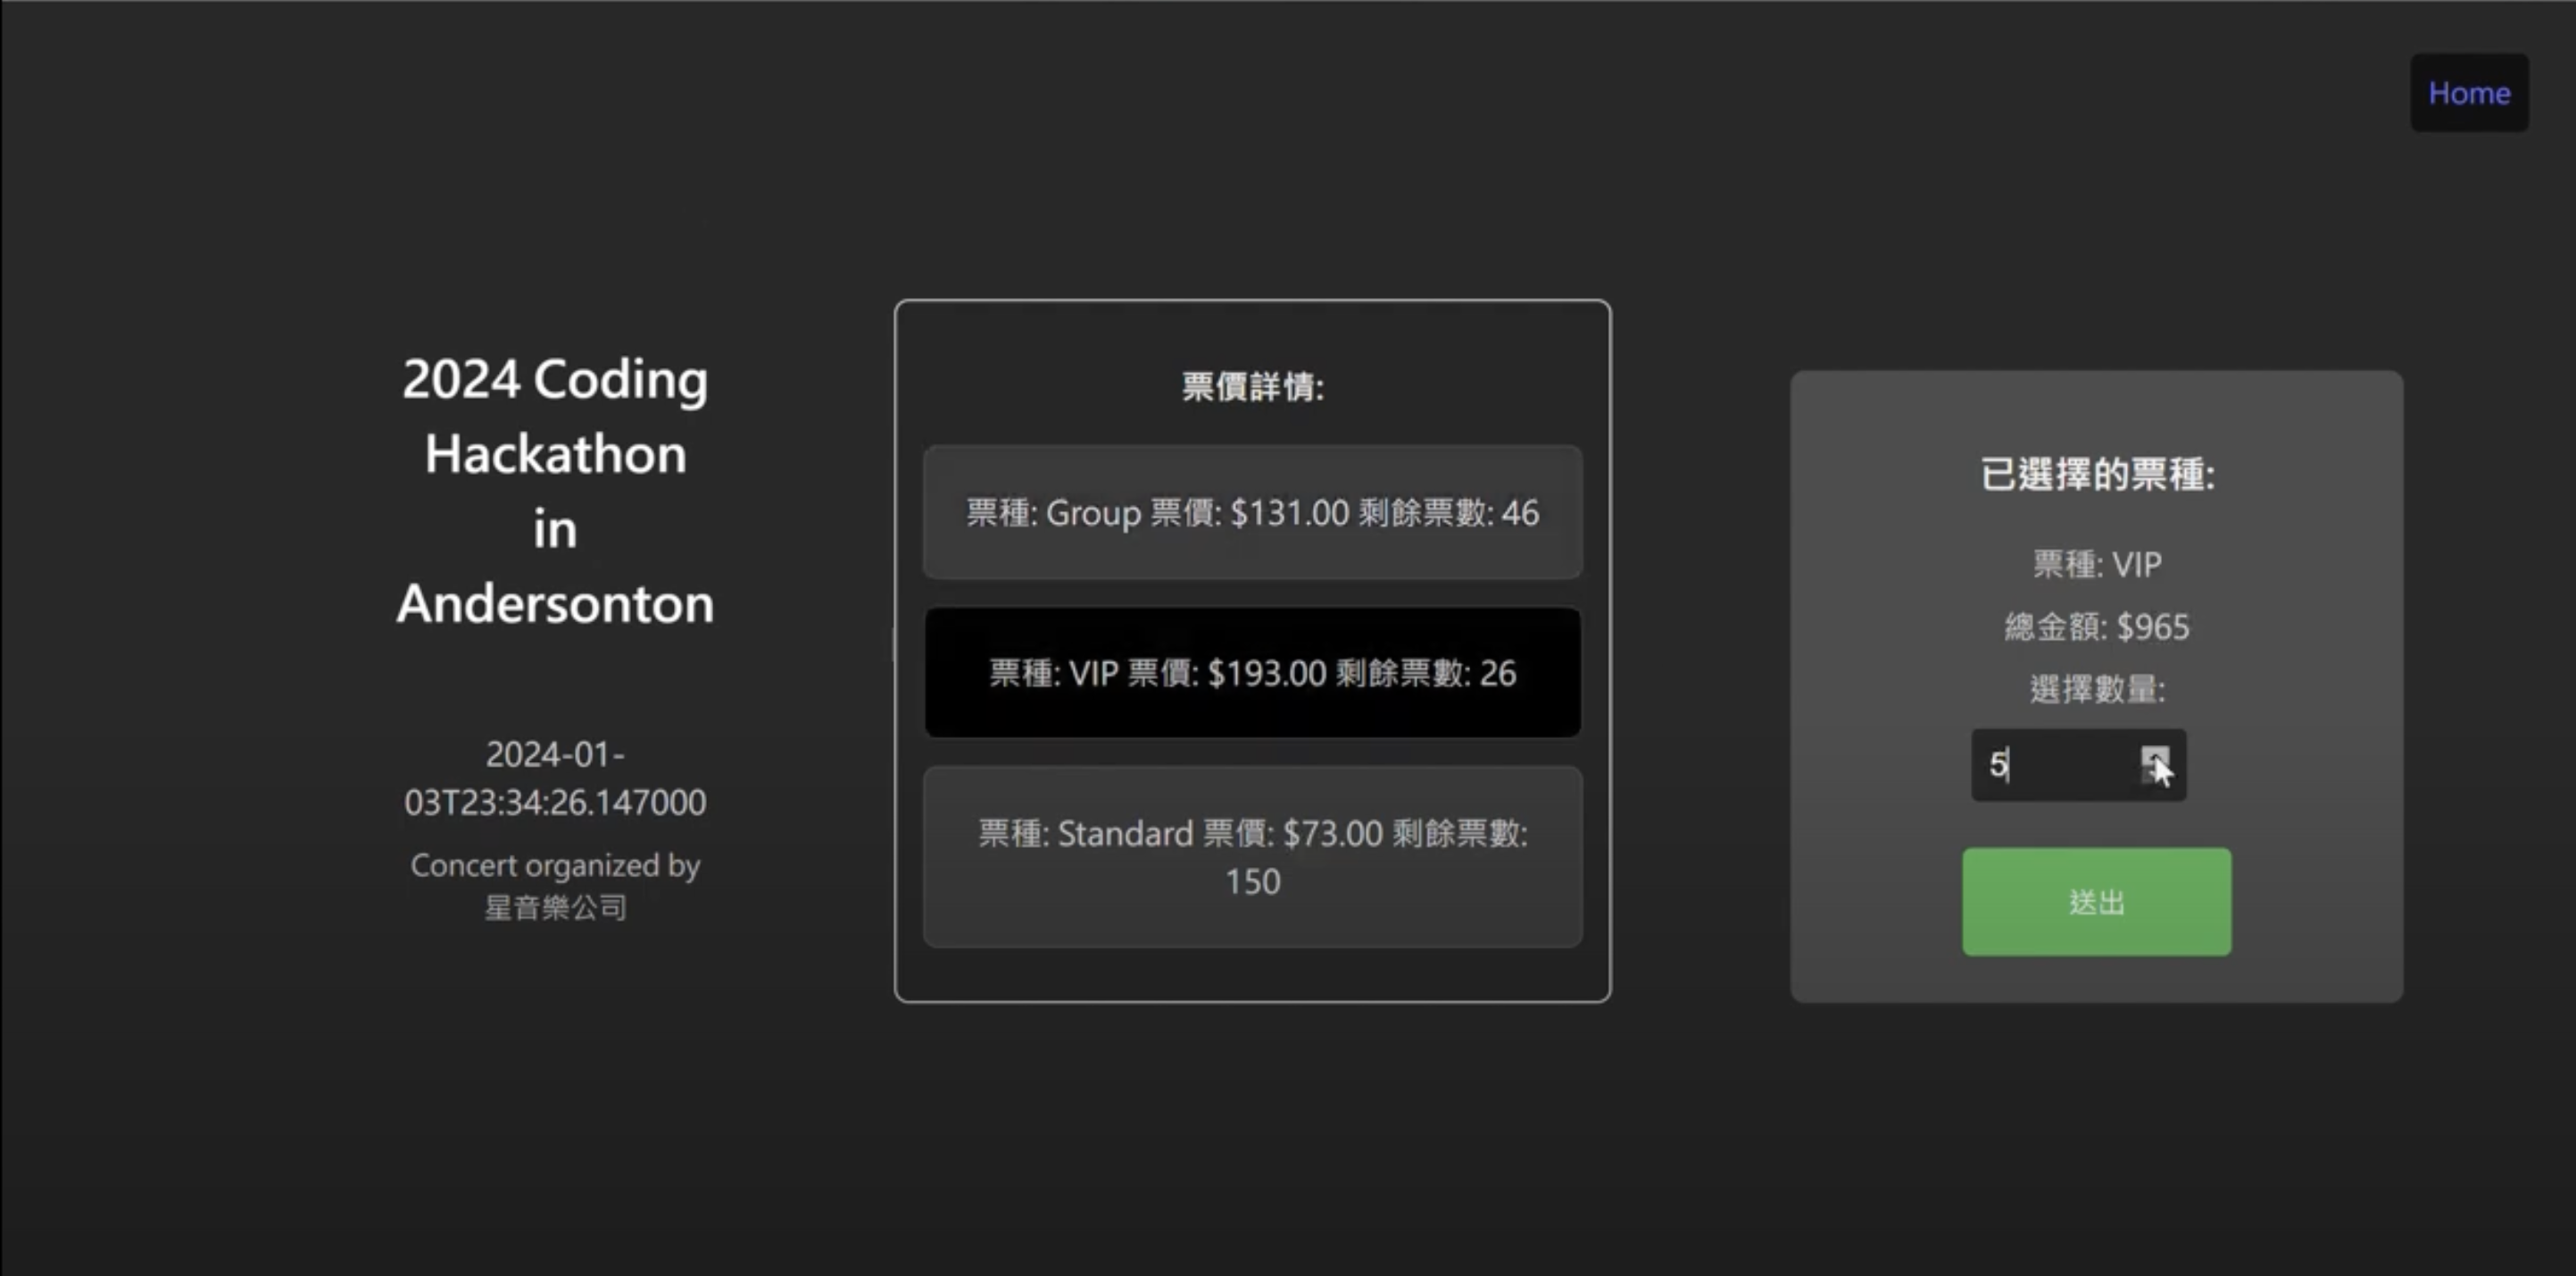 Home
2024 Coding
Hackathon
in
Andersonton
2024-01-
03T23:34:26.147000
Concert organized by
星音樂公司
票價詳情:
票種: Group 票價: $131.00 剩餘票數: 46
票種: VIP 票價: $193.00 剩餘票數: 26
票種: Standard 票價: $73.00 剩餘票數:
150
已選擇的票種:
票種: VIP
總金額: $965
選擇數量:
5
送出